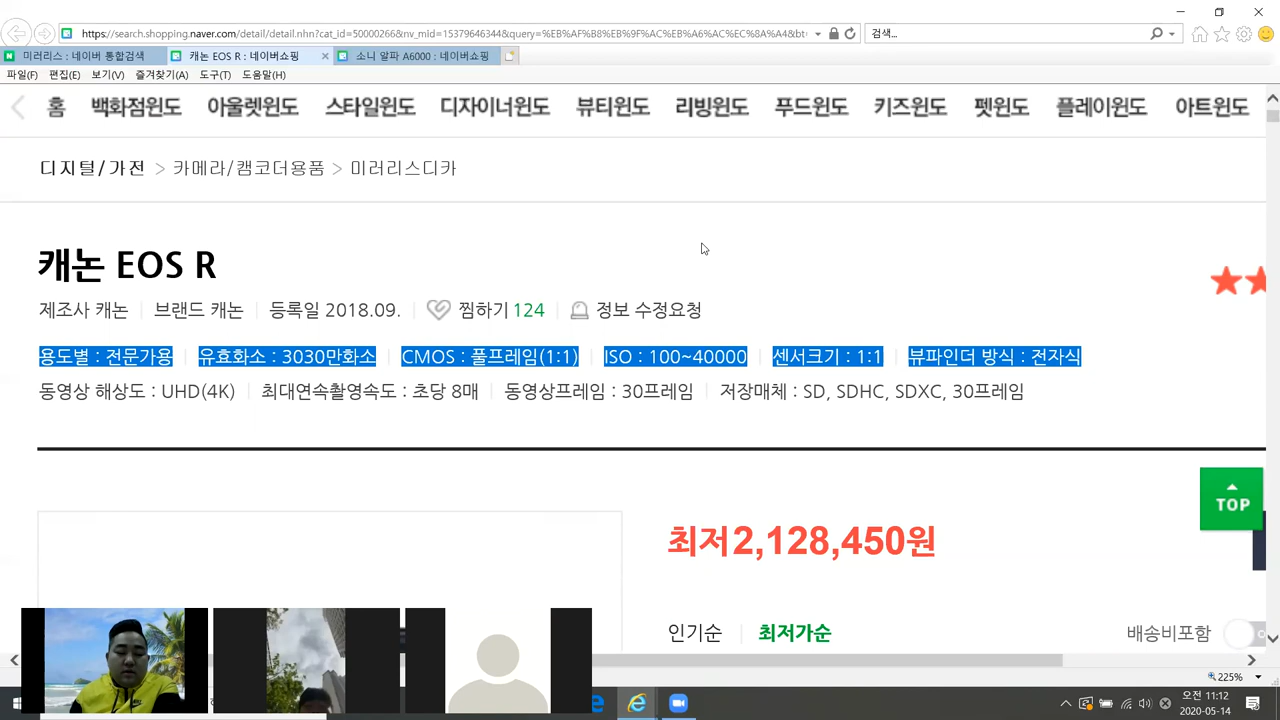 https://search.shopping.naver.com/detail/detail.nhn?cat_id=50000266&nv_mid=15379646344&query=%EB%AF%B8%EB%9F%AC%EB%A6%AC%EC%8A%A4&bt 검색...
미러리스 : 네이버 통합검색 캐논 EOS R : 네이버쇼핑 소니 알파 A6000 : 네이버쇼핑
파일(F) 편집(E) 보기(V) 즐겨찾기(A) 도구(T) 도움말(H)
홈 백화점윈도 아울렛윈도 스타일윈도 디자이너윈도 뷰티윈도 리빙윈도 푸드윈도 키즈윈도 펫윈도 플레이윈도 아트윈도
디지털/가전 > 카메라/캠코더용품 > 미러리스디카
캐논 EOS R
제조사 캐논 브랜드 캐논 등록일 2018.09. 찜하기 124 정보 수정요청
용도별 : 전문가용 유효화소 : 3030만화소 CMOS : 풀프레임(1:1) ISO : 100~40000 센서크기 : 1:1 뷰파인더 방식 : 전자식
동영상 해상도 : UHD(4K) 최대연속촬영속도 : 초당 8매 동영상프레임 : 30프레임 저장매체 : SD, SDHC, SDXC, 30프레임
TOP
최저2,128,450원
인기순 최저가순 배송비포함
225%
오전 11:12
2020-05-14